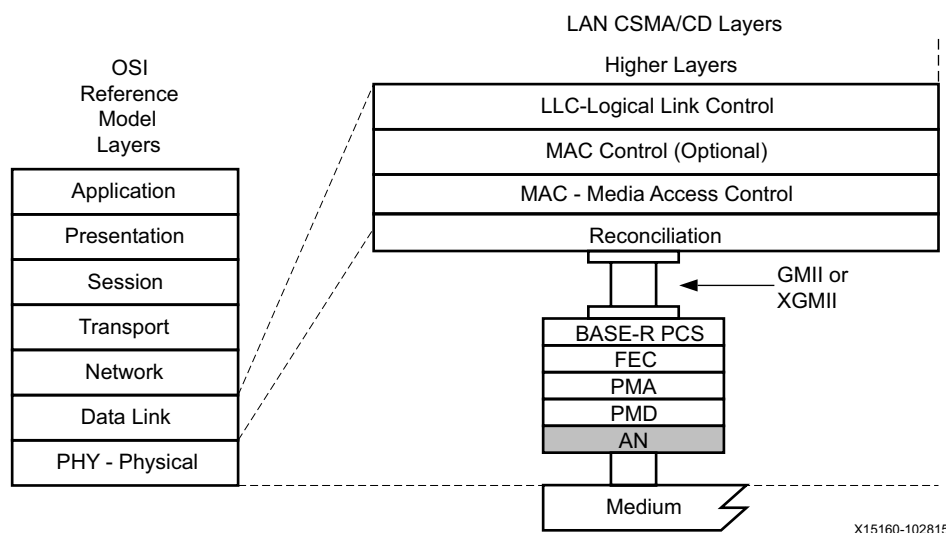 LAN CSMA/CD Layers
OSI
Reference
Model
Layers
Higher Layers
LLC-Logical Link Control
MAC Control (Optional)
MAC - Media Access Control
Reconciliation
Application
Presentation
Session
Transport
Network
Data Link
PHY - Physical
GMII or
XGMII
BASE-R PCS
FEC
PMA
PMD
AN
Medium
X15160-102815